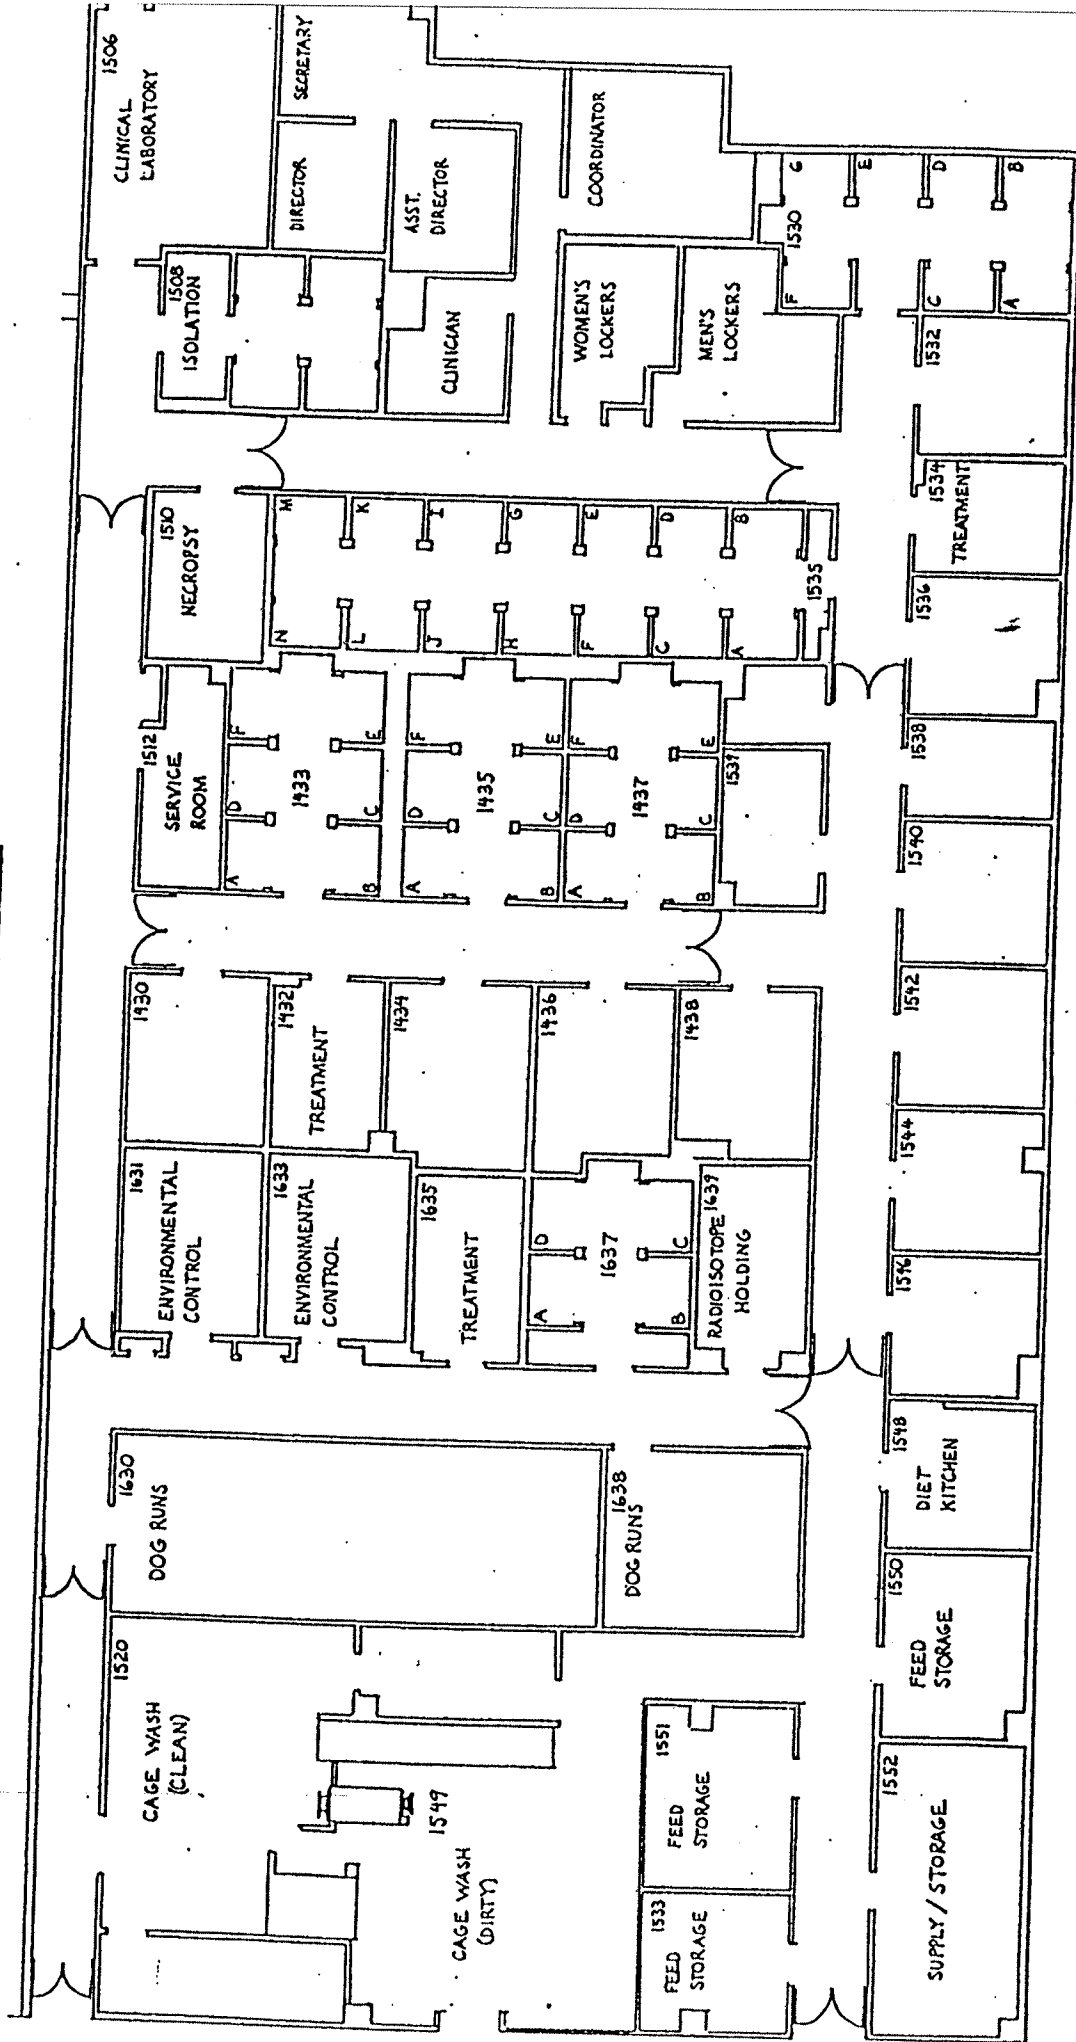 1506
CLINICAL
LABORATORY
SECRETARY
DIRECTOR
ASST.
DIRECTOR
COORDINATOR
1508
ISOLATION
CLINICIAN
WOMEN'S
LOCKERS
MEN'S
LOCKERS
1530
G
E
D
B
F
C
A
1532
1510
NECROPSY
M
K
I
G
E
D
B
N
L
J
H
F
C
A
1535
1534
TREATMENT
1536
1512
SERVICE
ROOM
F
D
A
1433
E
C
B
F
D
A
1435
E
C
B
F
D
A
1437
E
C
B
1539
1538
1540
1430
1432
TREATMENT
1434
1436
1438
1542
1544
1631
ENVIRONMENTAL
CONTROL
1633
ENVIRONMENTAL
CONTROL
1635
TREATMENT
D
A
1637
C
B
1639
RADIOISOTOPE
HOLDING
1546
1630
DOG RUNS
1638
DOG RUNS
1548
DIET
KITCHEN
1520
CAGE WASH
(CLEAN)
1549
CAGE WASH
(DIRTY)
1551
FEED
STORAGE
1533
FEED
STORAGE
1550
FEED
STORAGE
1552
SUPPLY / STORAGE